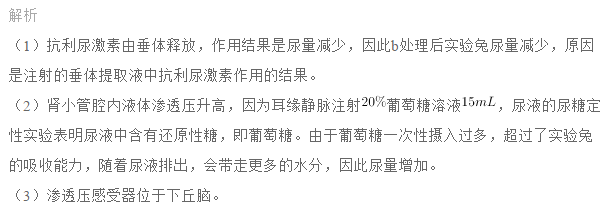 解析
（1）抗利尿激素由垂体释放，作用结果是尿量减少，因此b处理后实验兔尿量减少，原因
是注射的垂体提取液中抗利尿激素作用的结果。
（2）肾小管腔内液体渗透压升高，因为耳缘静脉注射20%葡萄糖溶液15mL，尿液的尿糖定
性实验表明尿液中含有还原性糖，即葡萄糖。由于葡萄糖一次性摄入过多，超过了实验兔
的吸收能力，随着尿液排出，会带走更多的水分，因此尿量增加。
（3）渗透压感受器位于下丘脑。